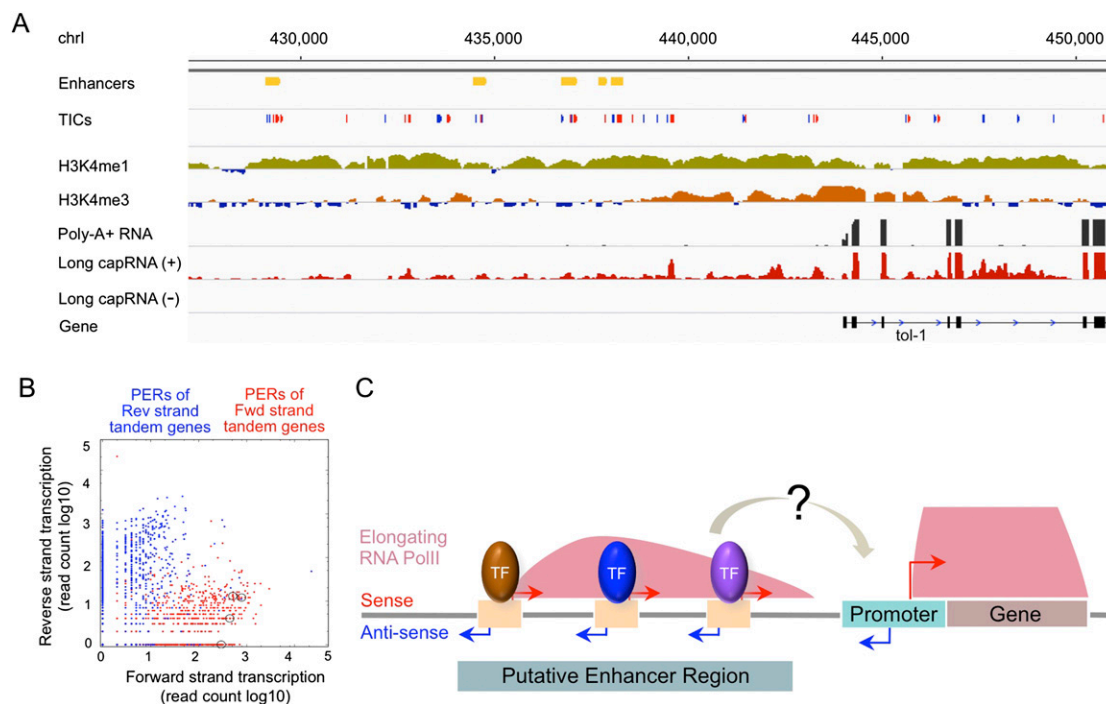 A
chrI 430,000 435,000 440,000 445,000 450,000
Enhancers
TICs
H3K4me1
H3K4me3
Poly-A+ RNA
Long capRNA (+)
Long capRNA (-)
Gene
tol-1
B
PERs of
Rev strand
tandem genes
PERs of
Fwd strand
tandem genes
Reverse strand transcription
(read count log10)
5
4
3
2
1
0
0 1 2 3 4 5
Forward strand transcription
(read count log10)
C
?
Elongating
RNA PolII
TF TF TF
Sense
Anti-sense
Promoter Gene
Putative Enhancer Region